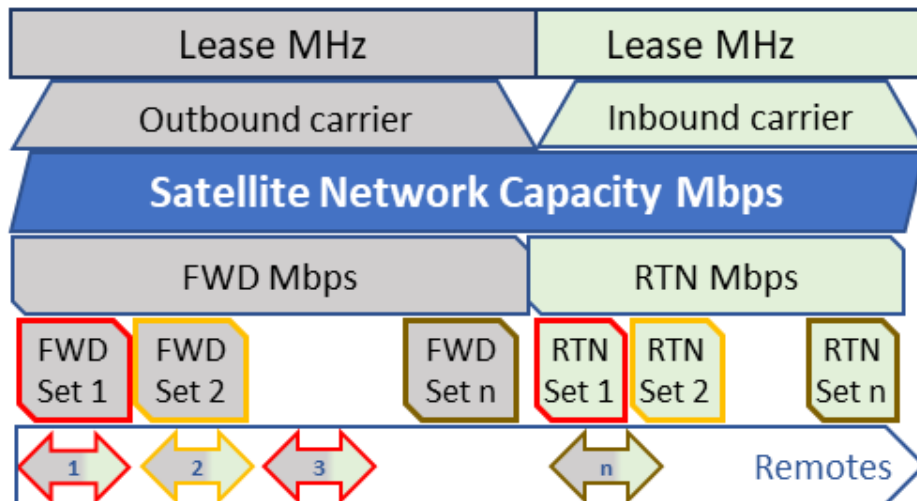 Lease MHz
Lease MHz
Outbound carrier
Inbound carrier
Satellite Network Capacity Mbps
FWD Mbps
RTN Mbps
FWD
Set 1
FWD
Set 2
FWD
Set n
RTN
Set 1
RTN
Set 2
RTN
Set n
1
2
3
n
Remotes